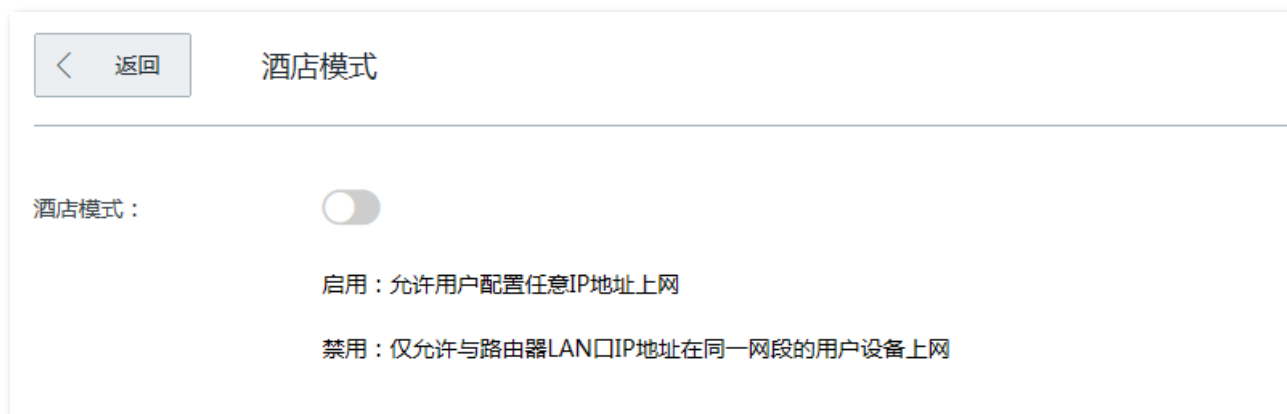 返回
酒店模式
酒店模式：
启用：允许用户配置任意IP地址上网
禁用：仅允许与路由器LAN口IP地址在同一网段的用户设备上网